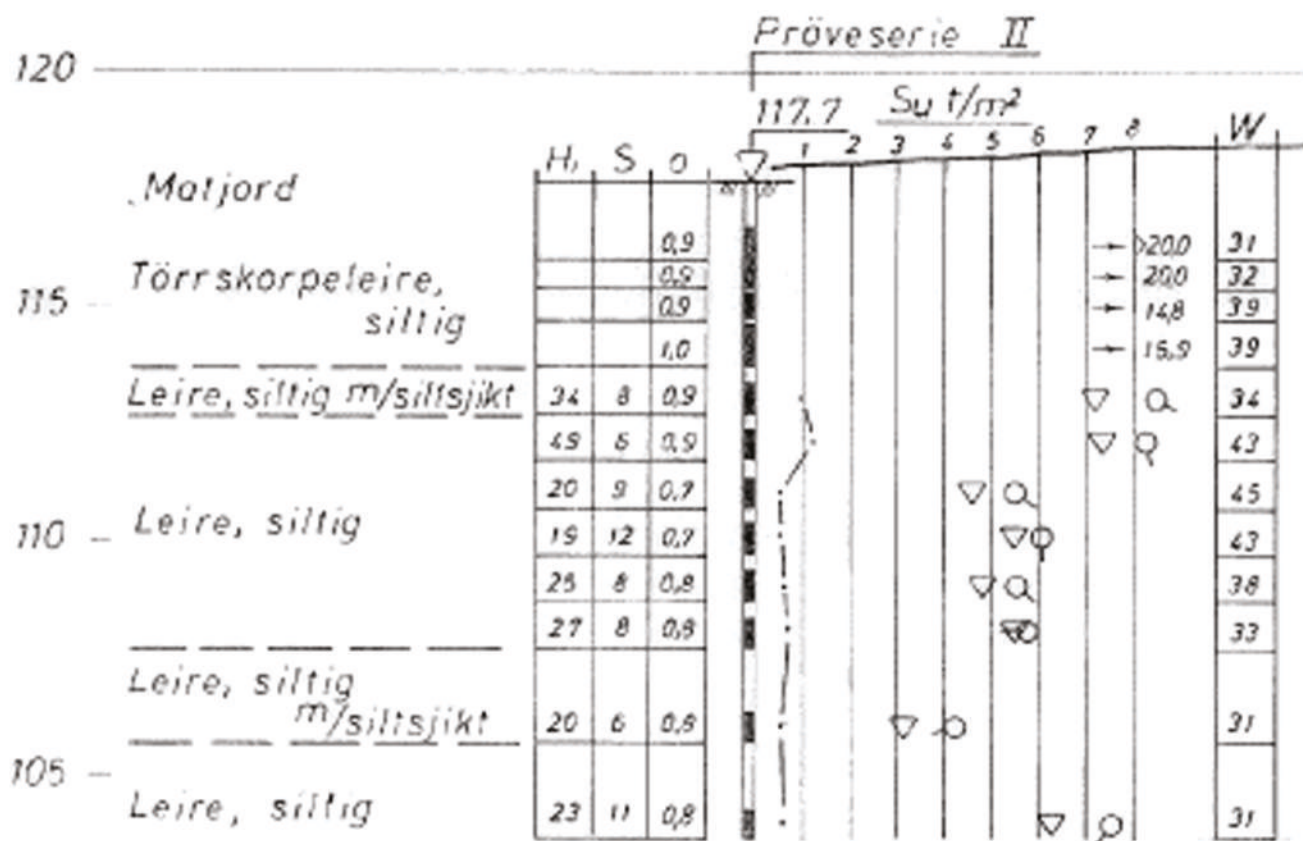 Pröveserie II
120
117,7 Su t/m²
1 2 3 4 5 6 7 8 W
H₁ S O
Matjord
0,9 >20,0 31
Törrskorpeleire, 0,9 20,0 32
115 0,9 14,8 39
siltig
1,0 15,9 39
Leire, siltig m/siltsjikt 34 8 0,9 34
49 0,9 43
20 9 0,7 45
110 Leire, siltig 19 12 0,7 43
25 8 0,8 38
27 8 0,8 33
Leire, siltig
m/siltsjikt 20 6 0,8 31
105
Leire, siltig 23 11 0,8 31